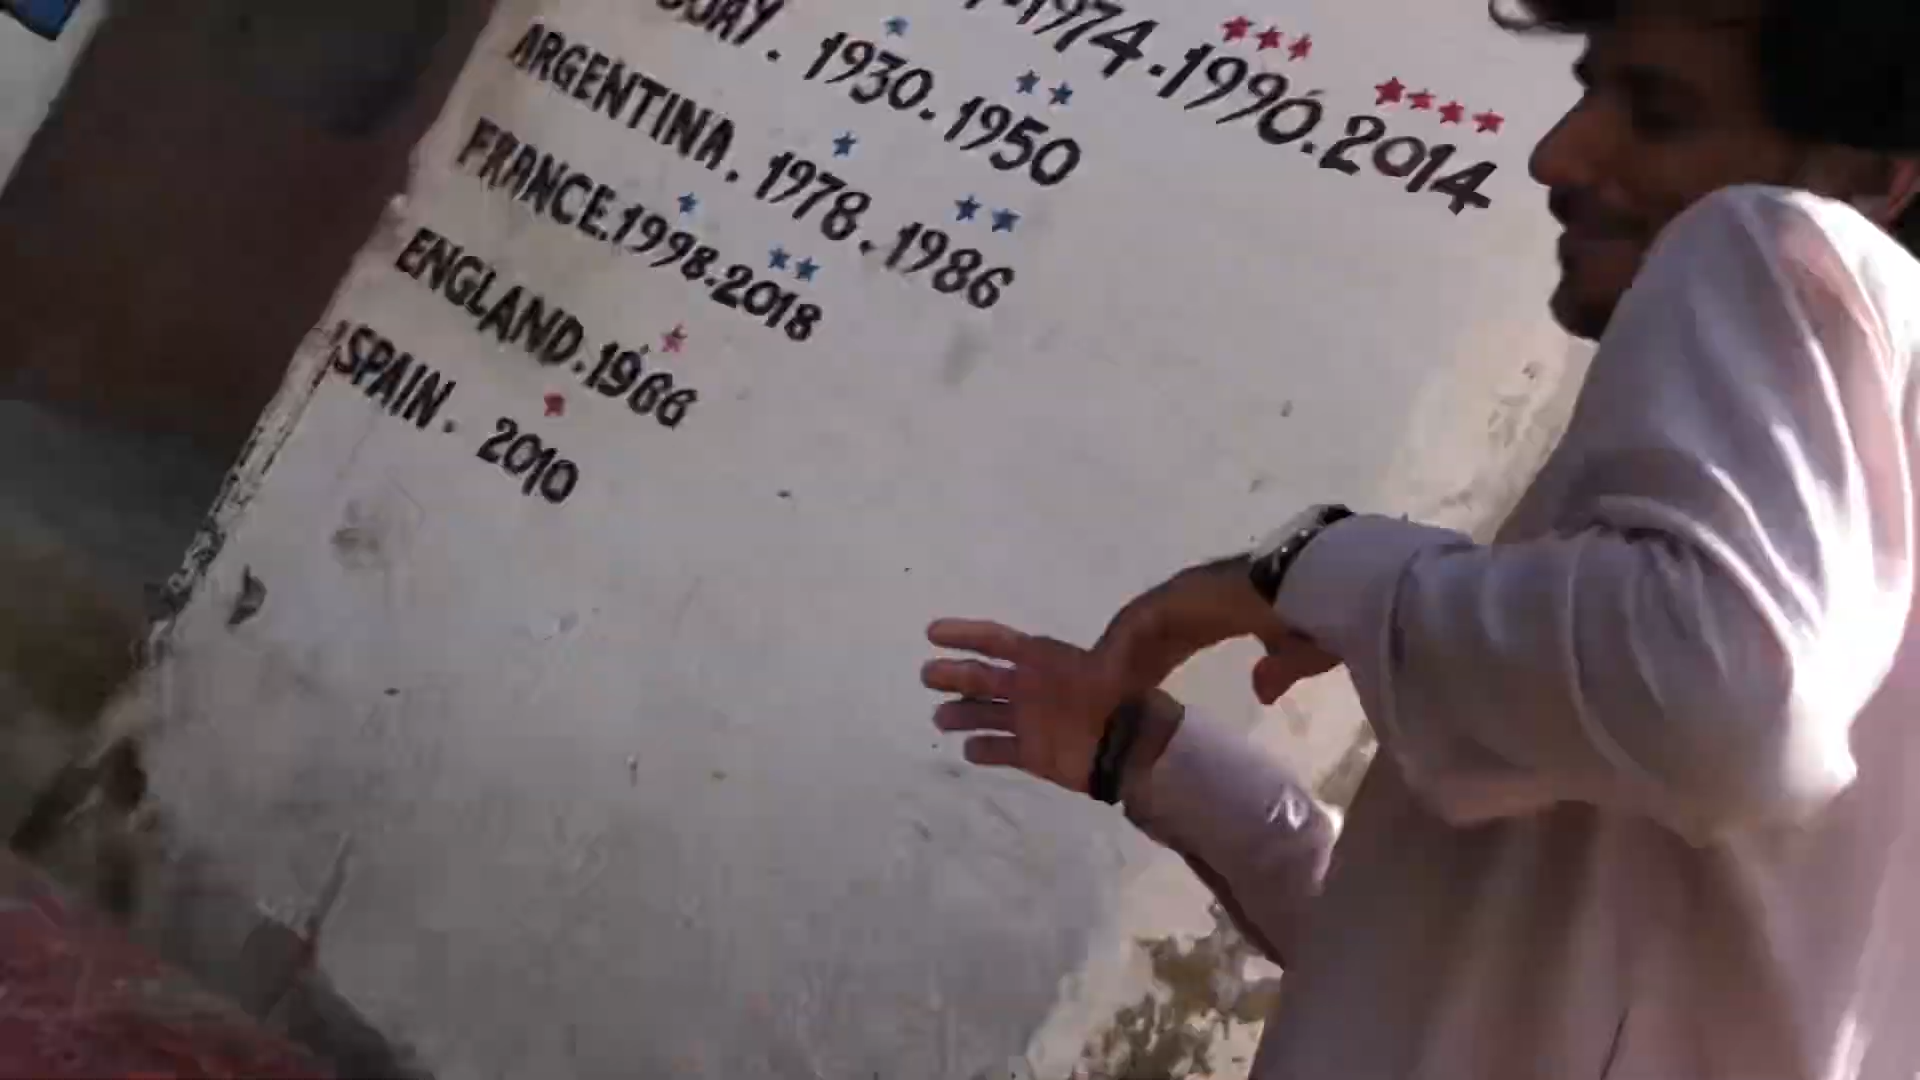 1974.1990.2014
. 1930.1950
ARGENTINA. 1978.1986
FRANCE.1998.2018
ENGLAND.1966
SPAIN. 2010